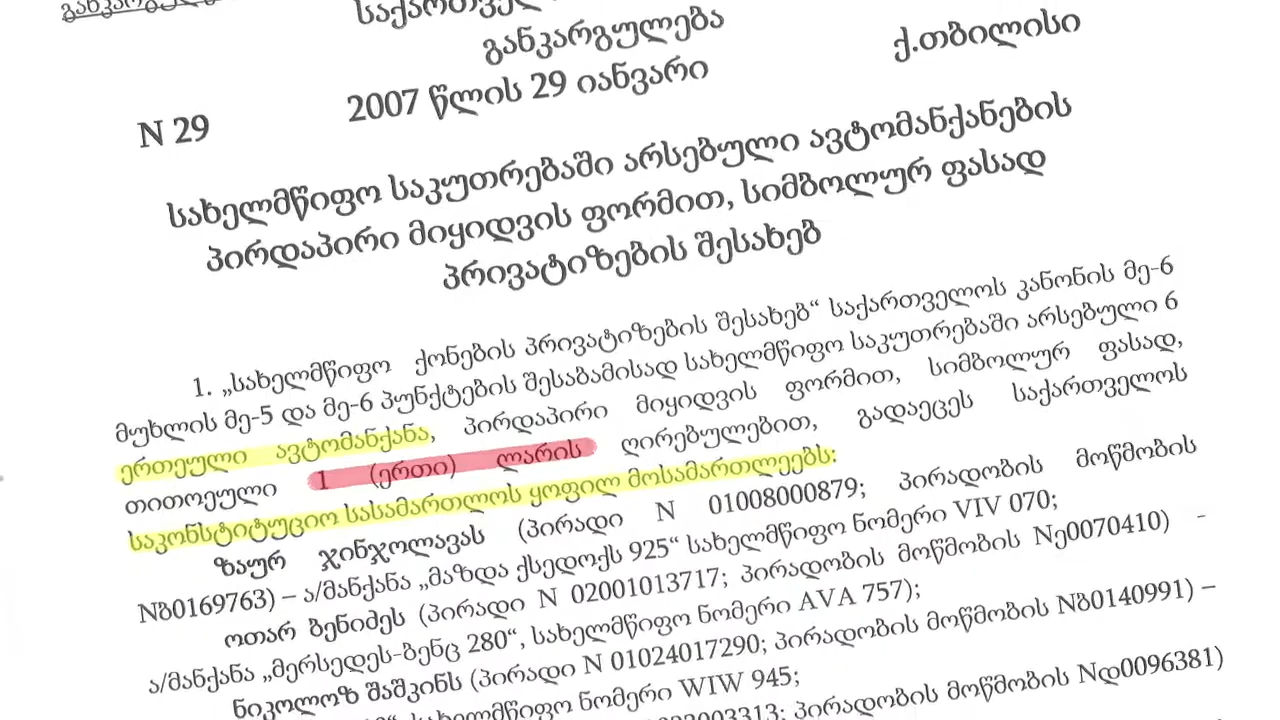 განკარგულება
2007 წლის 29 იანვარი
ქ.თბილისი
N 29
სახელმწიფო საკუთრებაში არსებული ავტომანქანების
პირდაპირი მიყიდვის ფორმით, სიმბოლურ ფასად
პრივატიზების შესახებ
1. „სახელმწიფო ქონების პრივატიზების შესახებ“ საქართველოს კანონის მე-6
მუხლის მე-5 და მე-6 პუნქტების შესაბამისად სახელმწიფო საკუთრებაში არსებული 6
ერთეული ავტომანქანა, პირდაპირი მიყიდვის ფორმით, სიმბოლურ ფასად,
თითოეული 1 (ერთი) ლარის ღირებულებით, გადაეცეს საქართველოს
საკონსტიტუციო სასამართლოს ყოფილ მოსამართლეებს:
ზაურ ჯინჯოლავას (პირადი N 01008000879; პირადობის მოწმობის
Nზ0169763) – ა/მანქანა „მაზდა ქსედოქს 925“ სახელმწიფო ნომერი VIV 070;
ოთარ ბენიძეს (პირადი N 02001013717; პირადობის მოწმობის Nე0070410) -
ა/მანქანა „მერსედეს-ბენც 280“, სახელმწიფო ნომერი AVA 757);
ნიკოლოზ შაშკინს (პირადი N 01024017290; პირადობის მოწმობის Nზ0140991) –
სახელმწიფო ნომერი WIW 945;
პირადობის მოწმობის Nდ0096381)